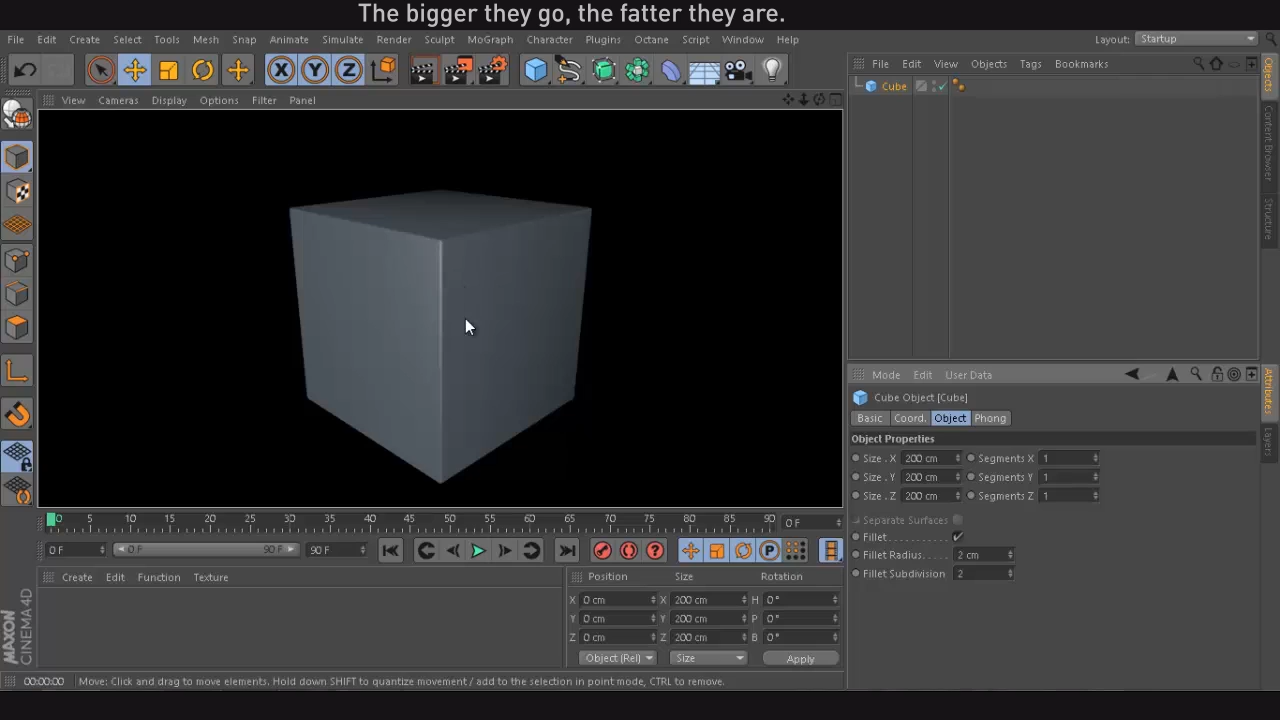 The bigger they go, the fatter they are.
File Edit Create Select Tools Mesh Snap Animate Simulate Render Sculpt MoGraph Character Plugins Octane Script Window Help
Layout: Startup
X Y Z
View Cameras Display Options Filter Panel
File Edit View Objects Tags Bookmarks
Cube
Objects
Content Browser
Structure
Mode Edit User Data
Cube Object [Cube]
Basic Coord. Object Phong
Object Properties
Size . X 200 cm Segments X 1
Size . Y 200 cm Segments Y 1
Size . Z 200 cm Segments Z 1
Separate Surfaces
Fillet
Fillet Radius 2 cm
Fillet Subdivision 2
Attributes
Layers
0 5 10 15 20 25 30 35 40 45 50 55 60 65 70 75 80 85 90 0 F
0 F 0 F 90 F 90 F
? P
Create Edit Function Texture
Position Size Rotation
X 0 cm X 200 cm H 0 °
Y 0 cm Y 200 cm P 0 °
Z 0 cm Z 200 cm B 0 °
Object (Rel) Size Apply
MAXON
CINEMA 4D
00:00:00 Move: Click and drag to move elements. Hold down SHIFT to quantize movement / add to the selection in point mode, CTRL to remove.